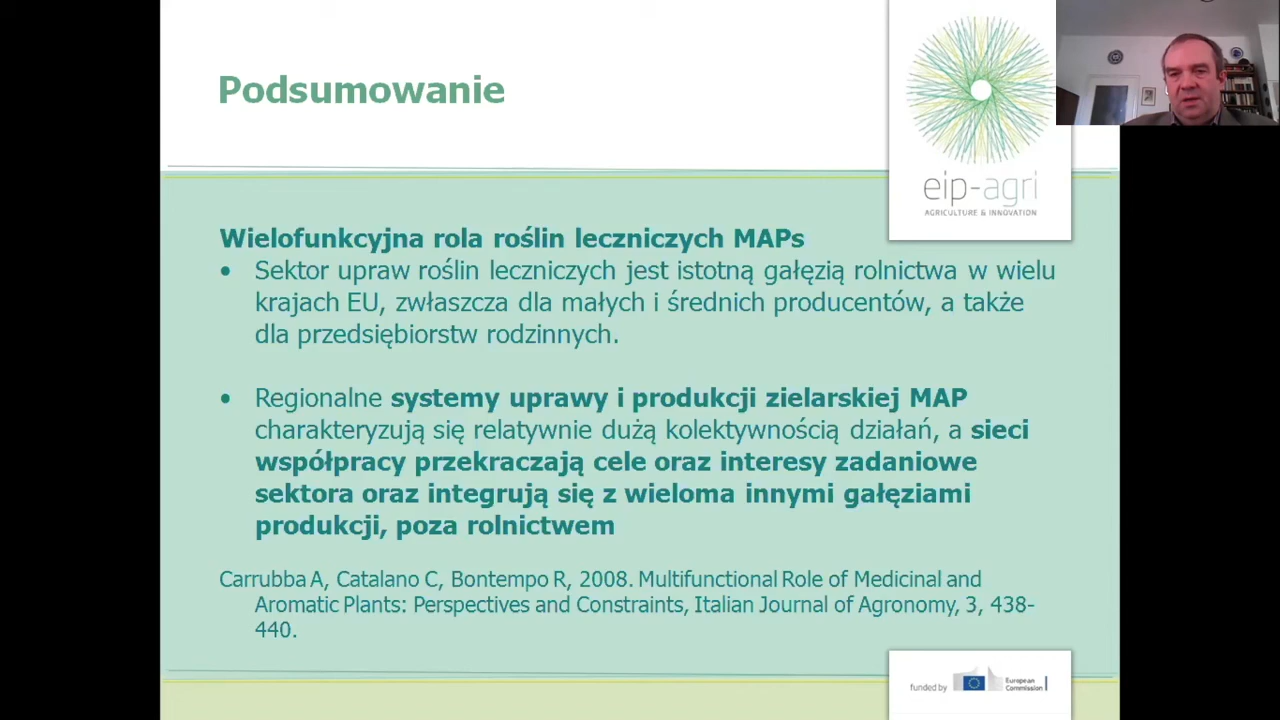 Podsumowanie
eip-agri
AGRICULTURE & INNOVATION
Wielofunkcyjna rola roślin leczniczych MAPs
• Sektor upraw roślin leczniczych jest istotną gałęzią rolnictwa w wielu
krajach EU, zwłaszcza dla małych i średnich producentów, a także
dla przedsiębiorstw rodzinnych.
• Regionalne systemy uprawy i produkcji zielarskiej MAP
charakteryzują się relatywnie dużą kolektywnością działań, a sieci
współpracy przekraczają cele oraz interesy zadaniowe
sektora oraz integrują się z wieloma innymi gałęziami
produkcji, poza rolnictwem
Carrubba A, Catalano C, Bontempo R, 2008. Multifunctional Role of Medicinal and
Aromatic Plants: Perspectives and Constraints, Italian Journal of Agronomy, 3, 438-
440.
funded by
European
Commission